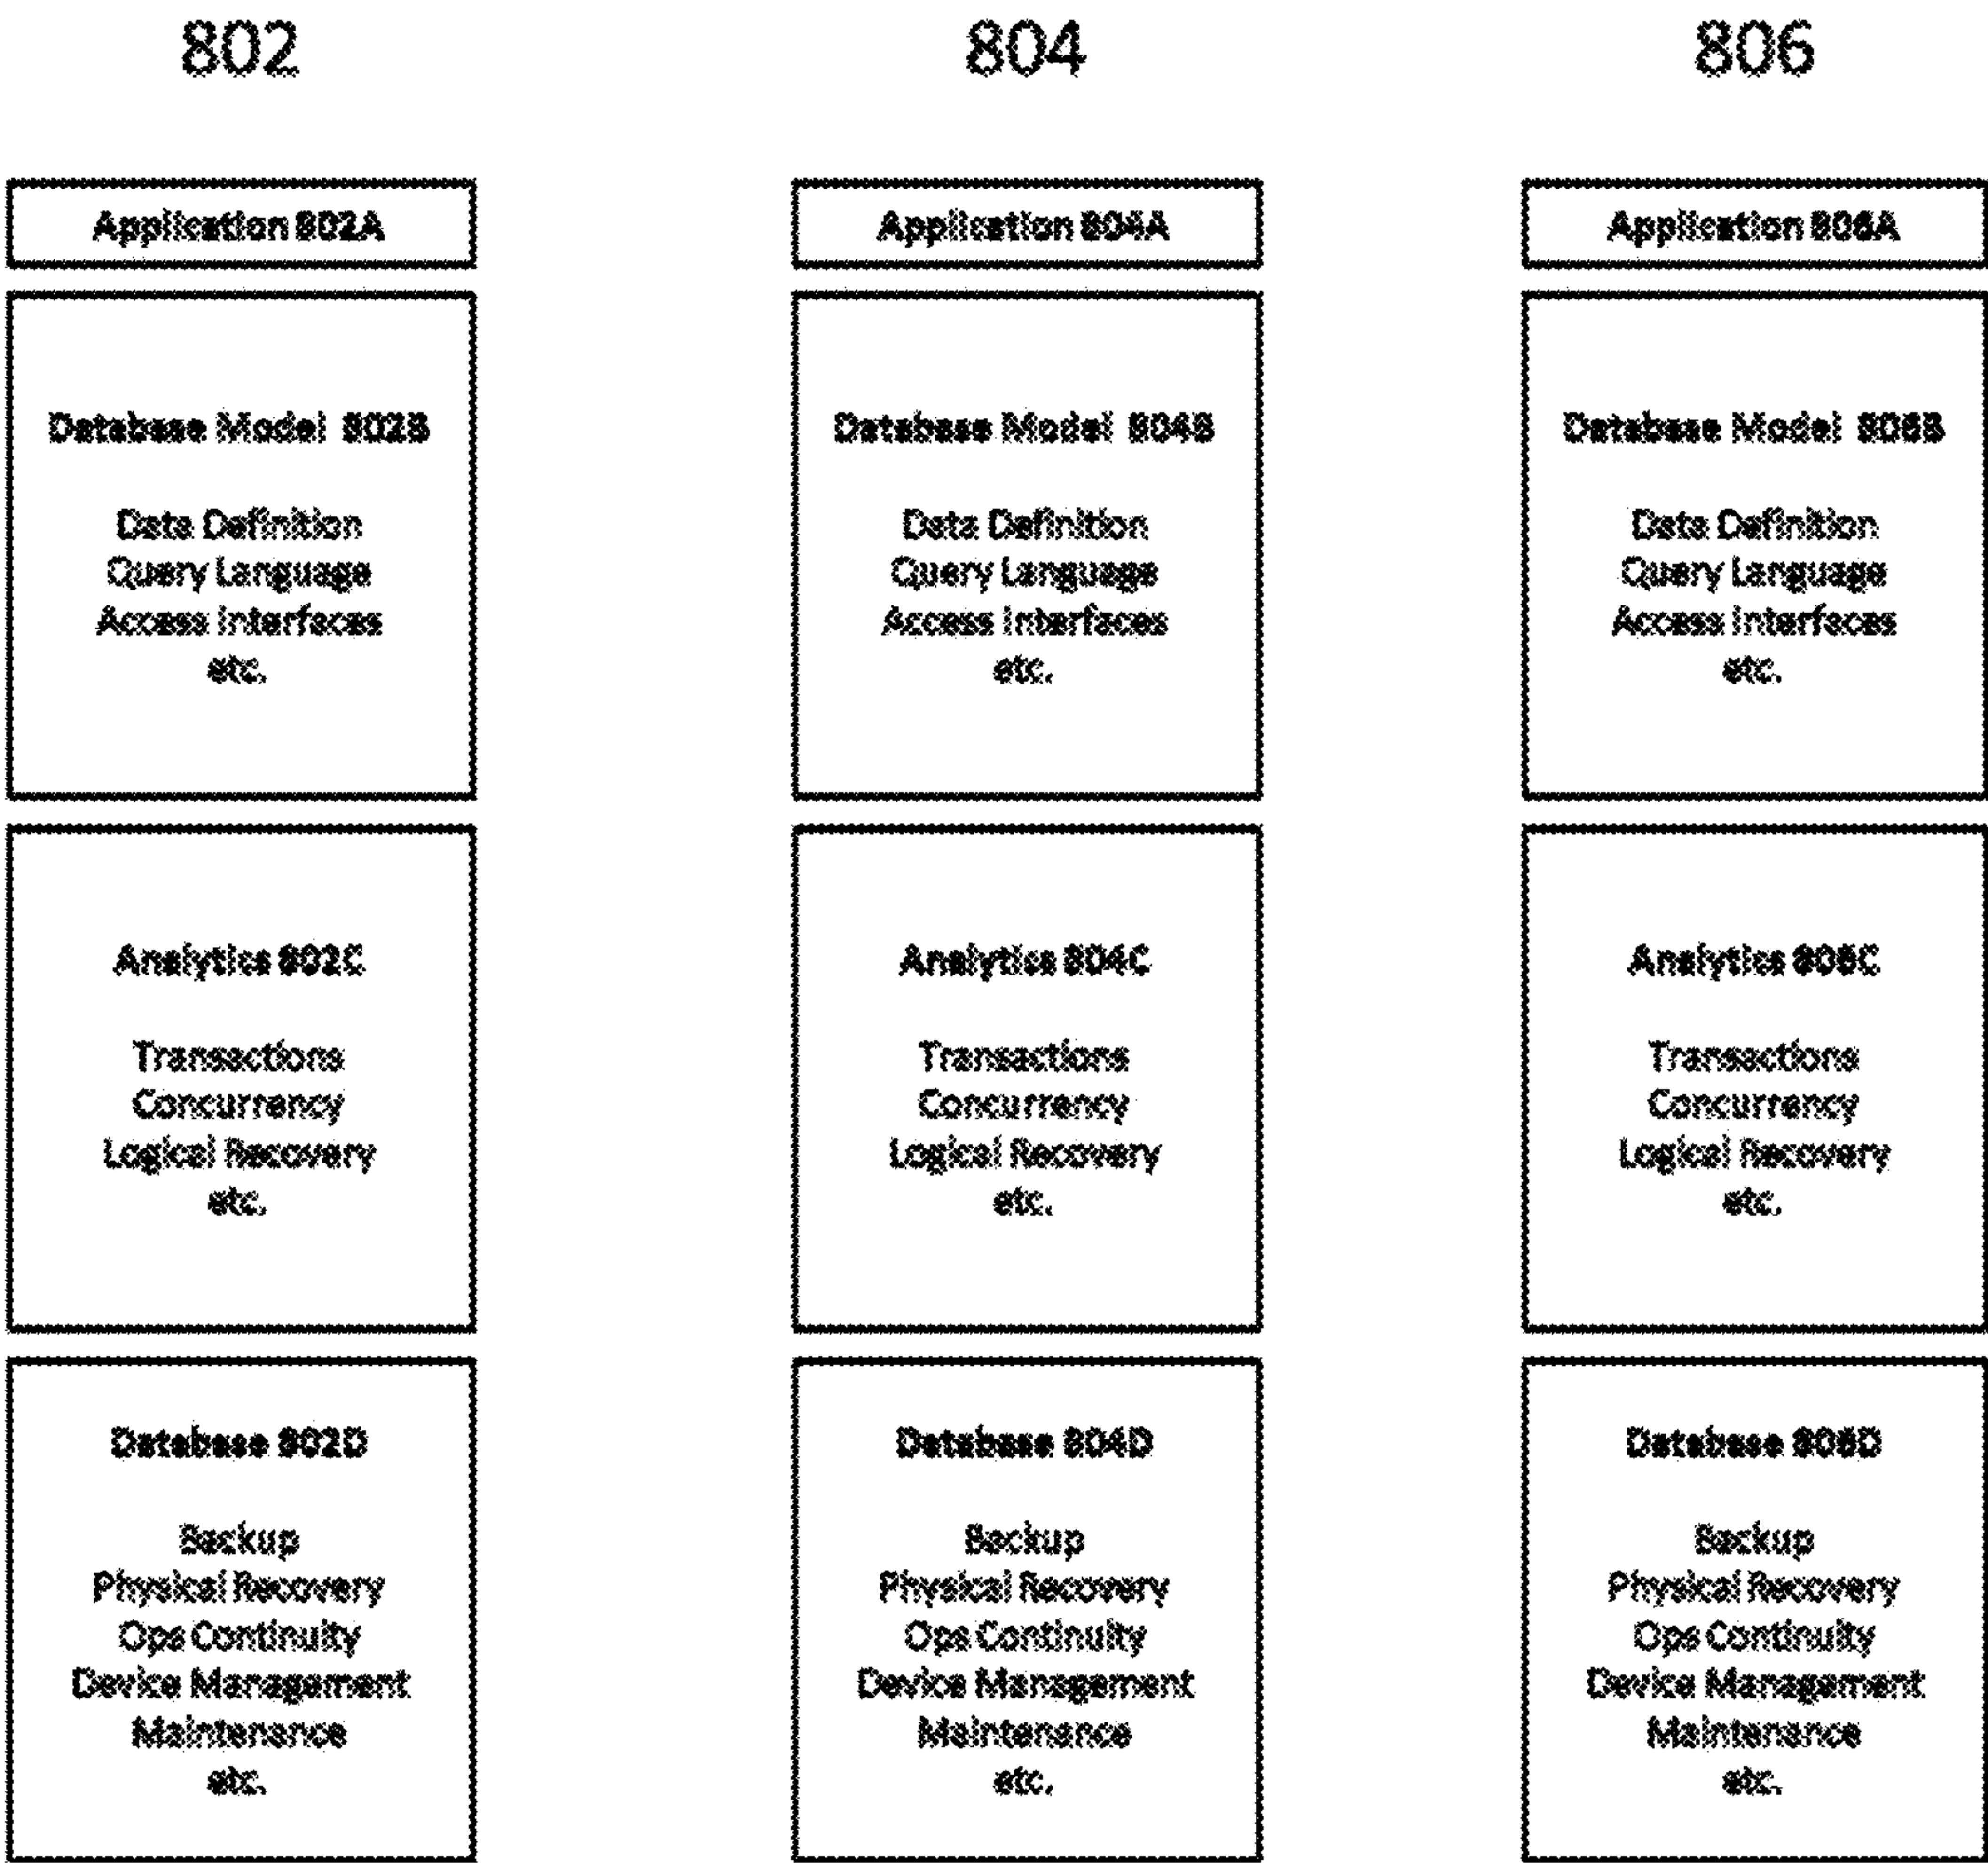 802
Application 802A
Database Model 802B
Data Definition
Query Language
Access Interfaces
etc.
Analytics 802C
Transactions
Concurrency
Logical Recovery
etc.
Database 802D
Backup
Physical Recovery
Ops Continuity
Device Management
Maintenance
etc.
804
Application 804A
Database Model 804B
Data Definition
Query Language
Access Interfaces
etc.
Analytics 804C
Transactions
Concurrency
Logical Recovery
etc.
Database 804D
Backup
Physical Recovery
Ops Continuity
Device Management
Maintenance
etc.
806
Application 806A
Database Model 806B
Data Definition
Query Language
Access Interfaces
etc.
Analytics 806C
Transactions
Concurrency
Logical Recovery
etc.
Database 806D
Backup
Physical Recovery
Ops Continuity
Device Management
Maintenance
etc.